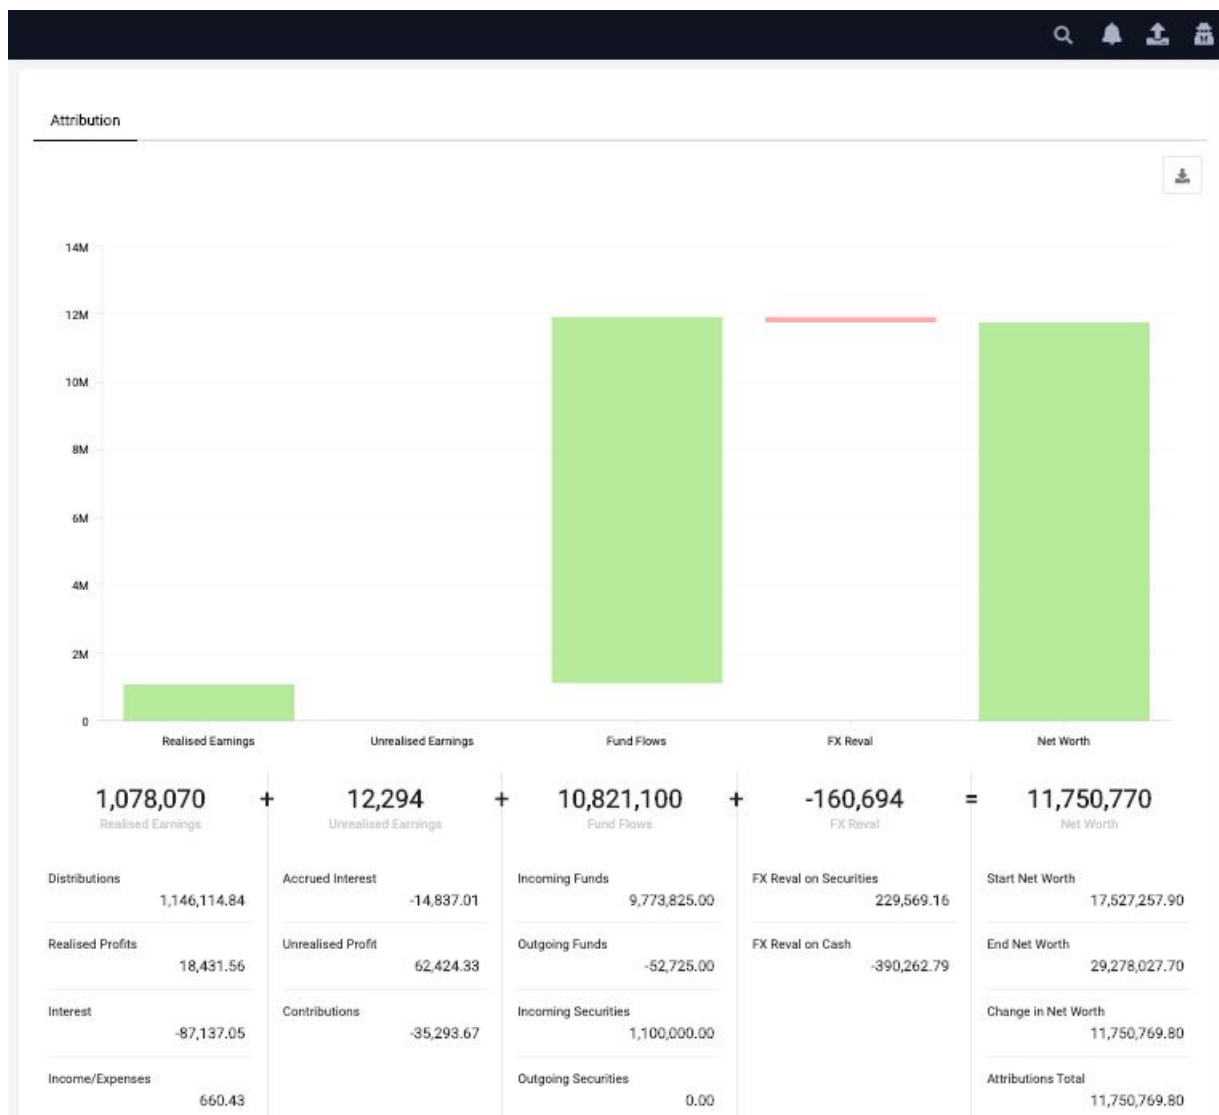 Attribution
14M
12M
10M
8M
6M
4M
2M
0
Realised Earnings Unrealised Earnings Fund Flows FX Reval Net Worth
1,078,070 + 12,294 + 10,821,100 + -160,694 = 11,750,770
Realised Earnings Unrealised Earnings Fund Flows FX Reval Net Worth
Distributions Accrued Interest Incoming Funds FX Reval on Securities Start Net Worth
1,146,114.84 -14,837.01 9,773,825.00 229,569.16 17,527,257.90
Realised Profits Unrealised Profit Outgoing Funds FX Reval on Cash End Net Worth
18,431.56 62,424.33 -52,725.00 -390,262.79 29,278,027.70
Interest Contributions Incoming Securities Change in Net Worth
-87,137.05 -35,293.67 1,100,000.00 11,750,769.80
Income/Expenses Outgoing Securities Attributions Total
660.43 0.00 11,750,769.80